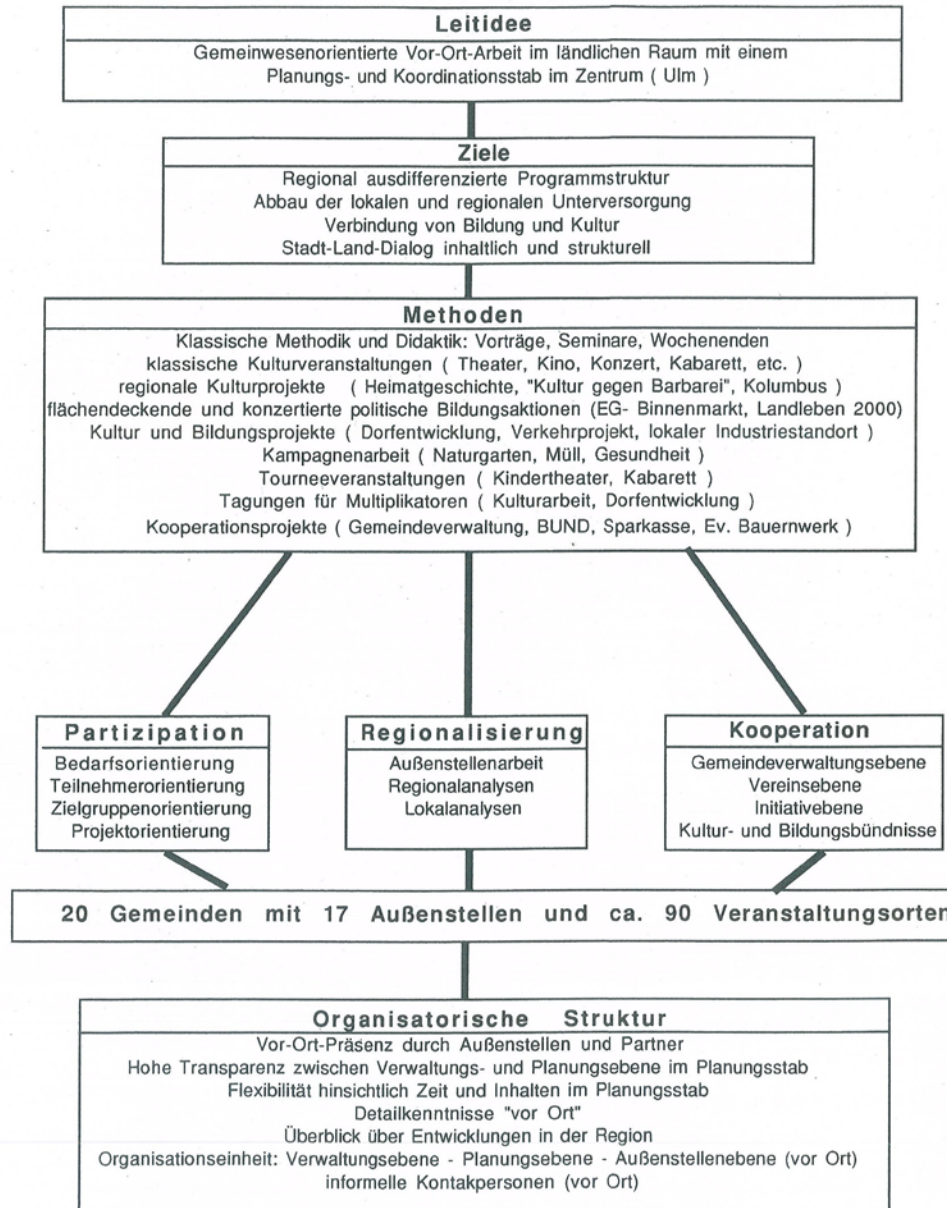 Leitidee
Gemeinwesenorientierte Vor-Ort-Arbeit im ländlichen Raum mit einem
Planungs- und Koordinationsstab im Zentrum ( Ulm )
Ziele
Regional ausdifferenzierte Programmstruktur
Abbau der lokalen und regionalen Unterversorgung
Verbindung von Bildung und Kultur
Stadt-Land-Dialog inhaltlich und strukturell
Methoden
Klassische Methodik und Didaktik: Vorträge, Seminare, Wochenenden
klassische Kulturveranstaltungen ( Theater, Kino, Konzert, Kabarett, etc. )
regionale Kulturprojekte ( Heimatgeschichte, "Kultur gegen Barbarei", Kolumbus )
flächendeckende und konzertierte politische Bildungsaktionen (EG- Binnenmarkt, Landleben 2000)
Kultur und Bildungsprojekte ( Dorfentwicklung, Verkehrprojekt, lokaler Industriestandort )
Kampagnenarbeit ( Naturgarten, Müll, Gesundheit )
Tourneeveranstaltungen ( Kindertheater, Kabarett )
Tagungen für Multiplikatoren ( Kulturarbeit, Dorfentwicklung )
Kooperationsprojekte ( Gemeindeverwaltung, BUND, Sparkasse, Ev. Bauernwerk )
Partizipation
Bedarfsorientierung
Teilnehmerorientierung
Zielgruppenorientierung
Projektorientierung
Regionalisierung
Außenstellenarbeit
Regionalanalysen
Lokalanalysen
Kooperation
Gemeindeverwaltungsebene
Vereinsebene
Initiativebene
Kultur- und Bildungsbündnisse
20 Gemeinden mit 17 Außenstellen und ca. 90 Veranstaltungsorten
Organisatorische Struktur
Vor-Ort-Präsenz durch Außenstellen und Partner
Hohe Transparenz zwischen Verwaltungs- und Planungsebene im Planungsstab
Flexibilität hinsichtlich Zeit und Inhalten im Planungsstab
Detailkenntnisse "vor Ort"
Überblick über Entwicklungen in der Region
Organisationseinheit: Verwaltungsebene - Planungsebene - Außenstellenebene (vor Ort)
informelle Kontakpersonen (vor Ort)